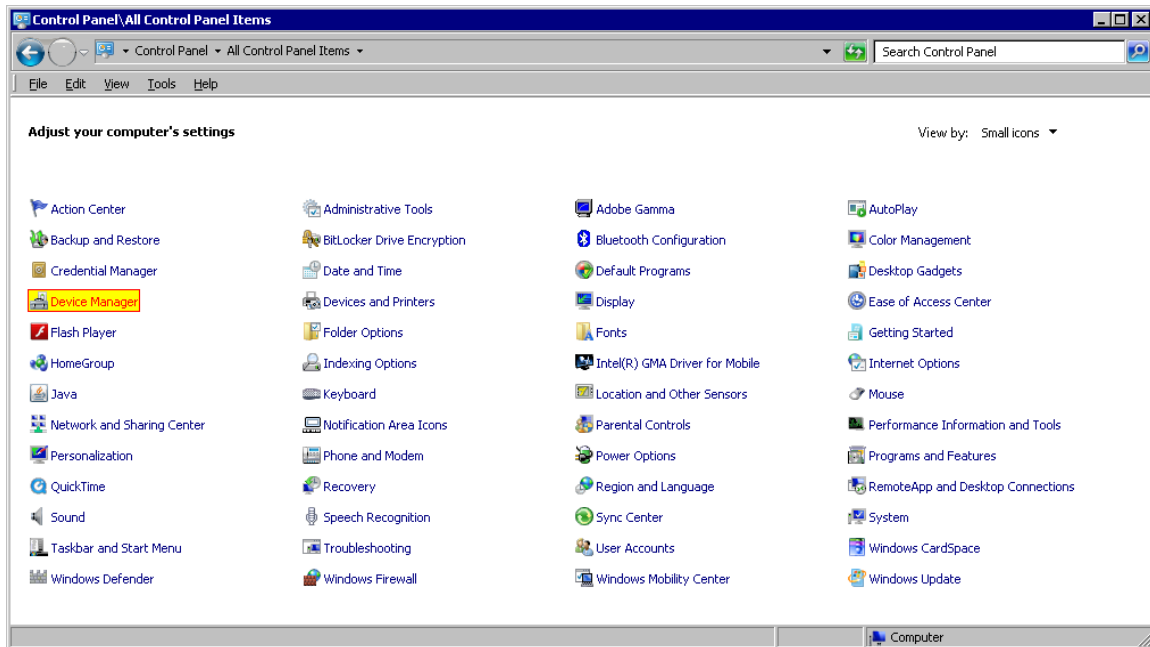 Control Panel\All Control Panel Items
Control Panel All Control Panel Items Search Control Panel
File Edit View Tools Help
Adjust your computer's settings View by: Small icons
Action Center Administrative Tools Adobe Gamma AutoPlay
Backup and Restore BitLocker Drive Encryption Bluetooth Configuration Color Management
Credential Manager Date and Time Default Programs Desktop Gadgets
Device Manager Devices and Printers Display Ease of Access Center
Flash Player Folder Options Fonts Getting Started
HomeGroup Indexing Options Intel(R) GMA Driver for Mobile Internet Options
Java Keyboard Location and Other Sensors Mouse
Network and Sharing Center Notification Area Icons Parental Controls Performance Information and Tools
Personalization Phone and Modem Power Options Programs and Features
QuickTime Recovery Region and Language RemoteApp and Desktop Connections
Sound Speech Recognition Sync Center System
Taskbar and Start Menu Troubleshooting User Accounts Windows CardSpace
Windows Defender Windows Firewall Windows Mobility Center Windows Update
Computer